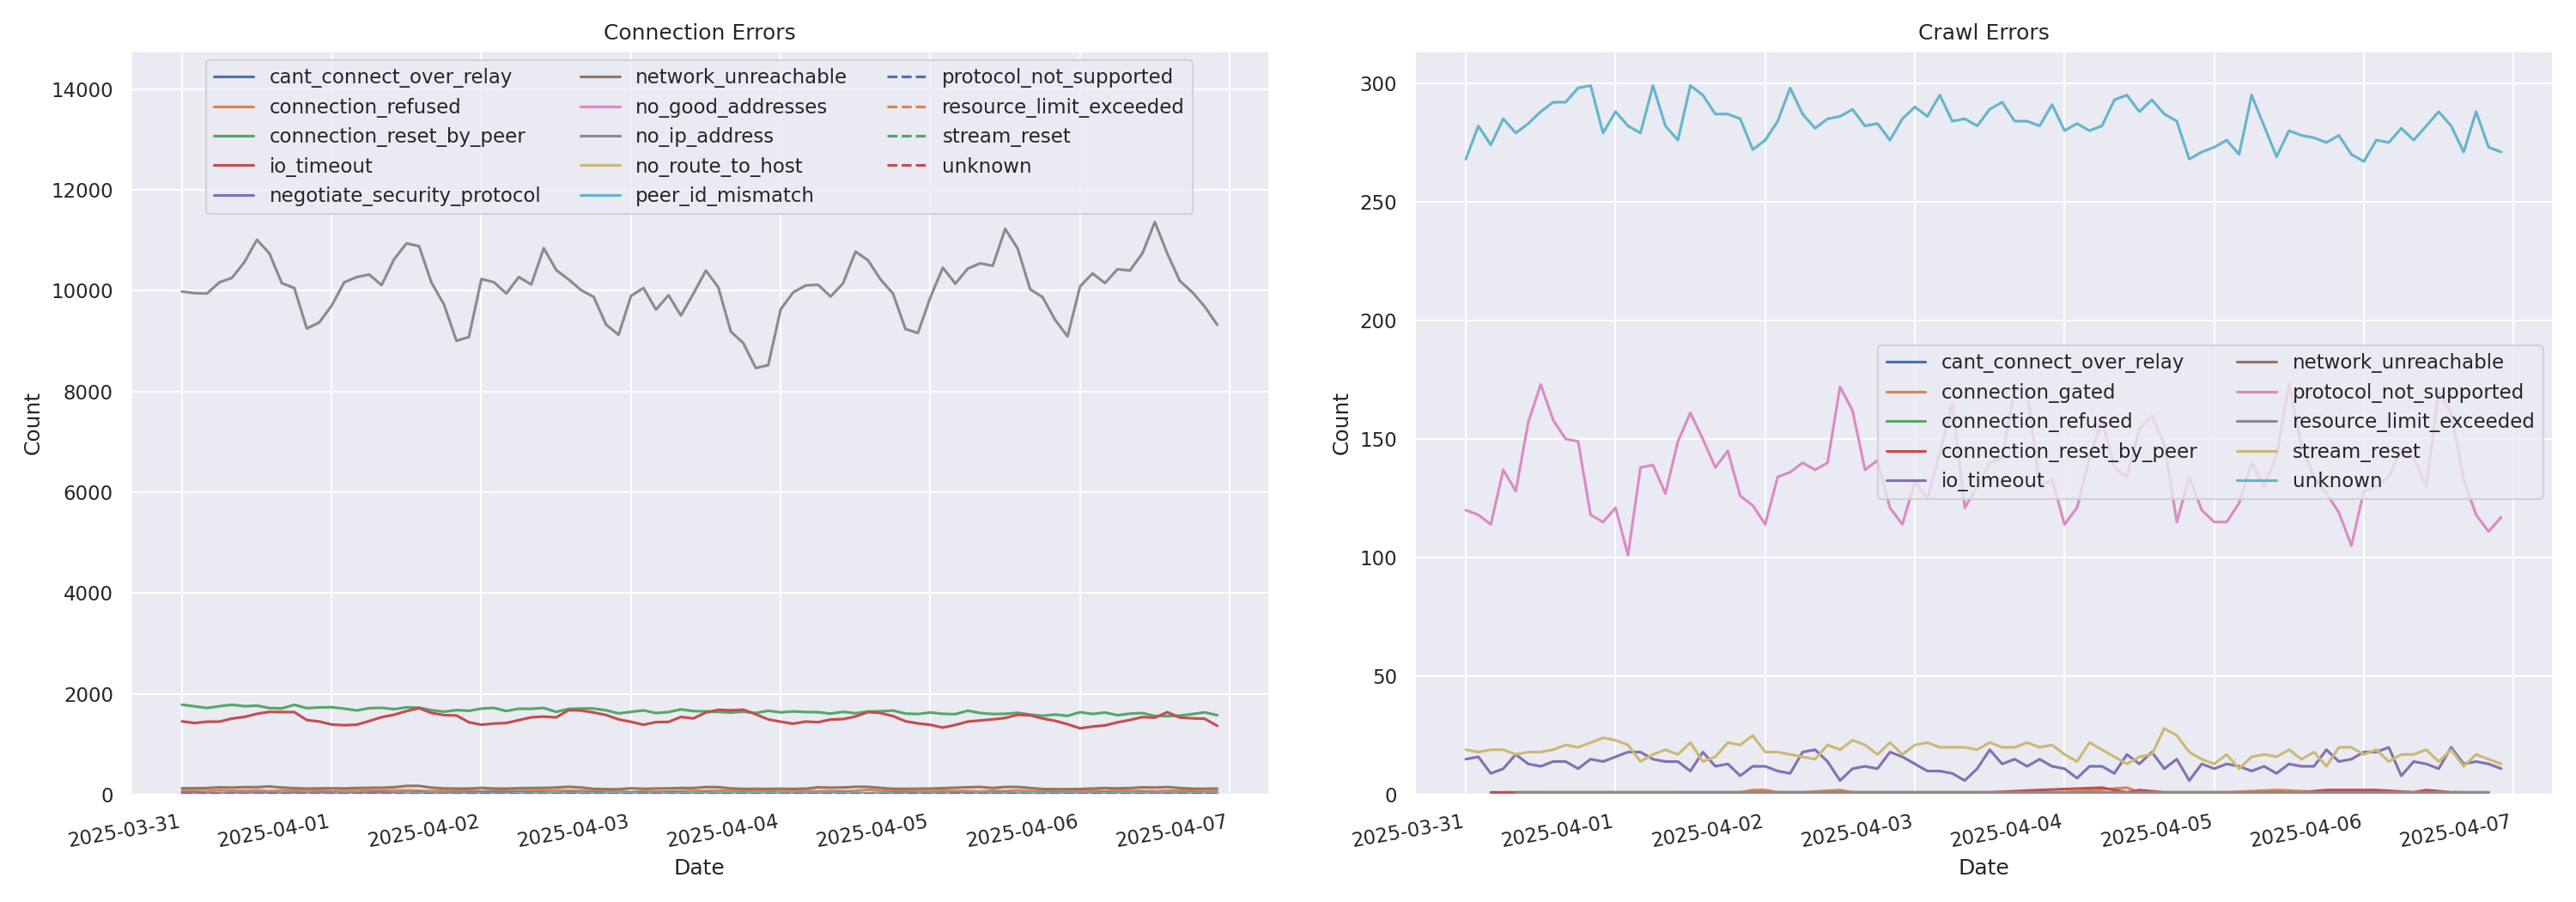 Connection Errors
14000
12000
10000
8000
6000
4000
2000
0
Count
cant_connect_over_relay
connection_refused
connection_reset_by_peer
io_timeout
negotiate_security_protocol
network_unreachable
no_good_addresses
no_ip_address
no_route_to_host
peer_id_mismatch
protocol_not_supported
resource_limit_exceeded
stream_reset
unknown
2025-03-31
2025-04-01
2025-04-02
2025-04-03
2025-04-04
2025-04-05
2025-04-06
2025-04-07
Date
Crawl Errors
300
250
200
150
100
50
0
Count
cant_connect_over_relay
connection_gated
connection_refused
connection_reset_by_peer
io_timeout
network_unreachable
protocol_not_supported
resource_limit_exceeded
stream_reset
unknown
2025-03-31
2025-04-01
2025-04-02
2025-04-03
2025-04-04
2025-04-05
2025-04-06
2025-04-07
Date